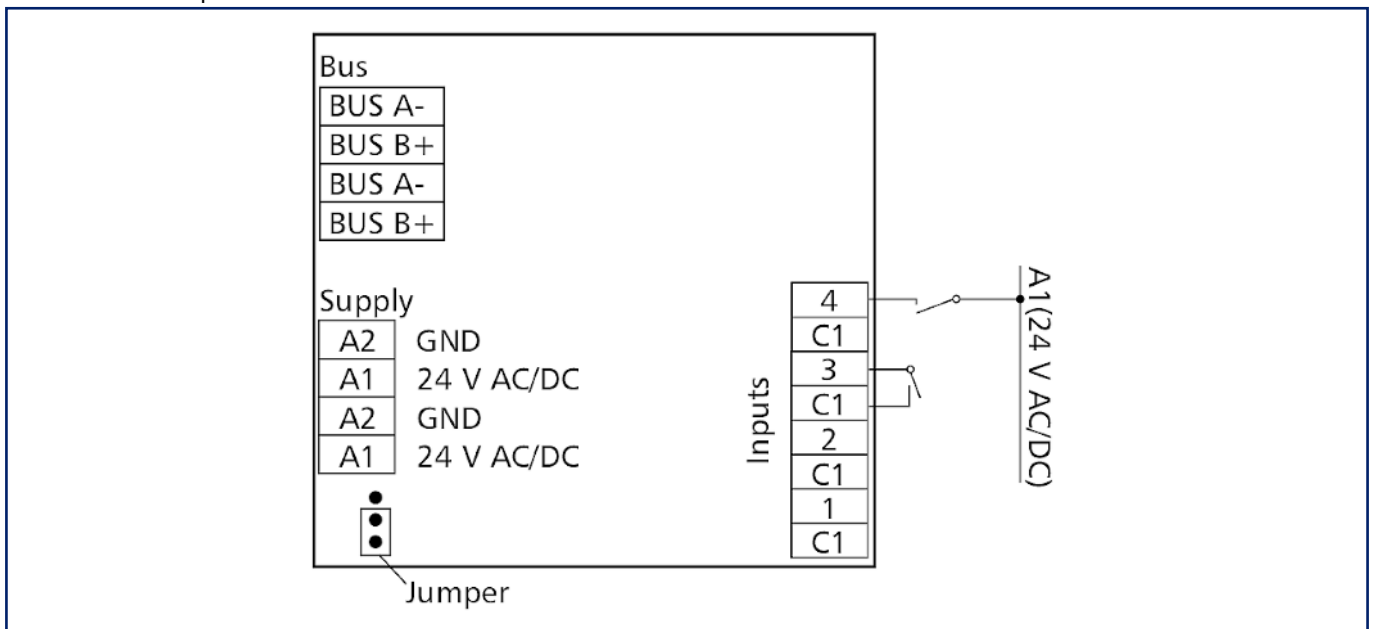 Bus
BUS A-
BUS B+
BUS A-
BUS B+
Supply
A2 GND
A1 24 V AC/DC
A2 GND
A1 24 V AC/DC
Jumper
Inputs
4
C1
3
C1
2
C1
1
C1
A1(24 V AC/DC)